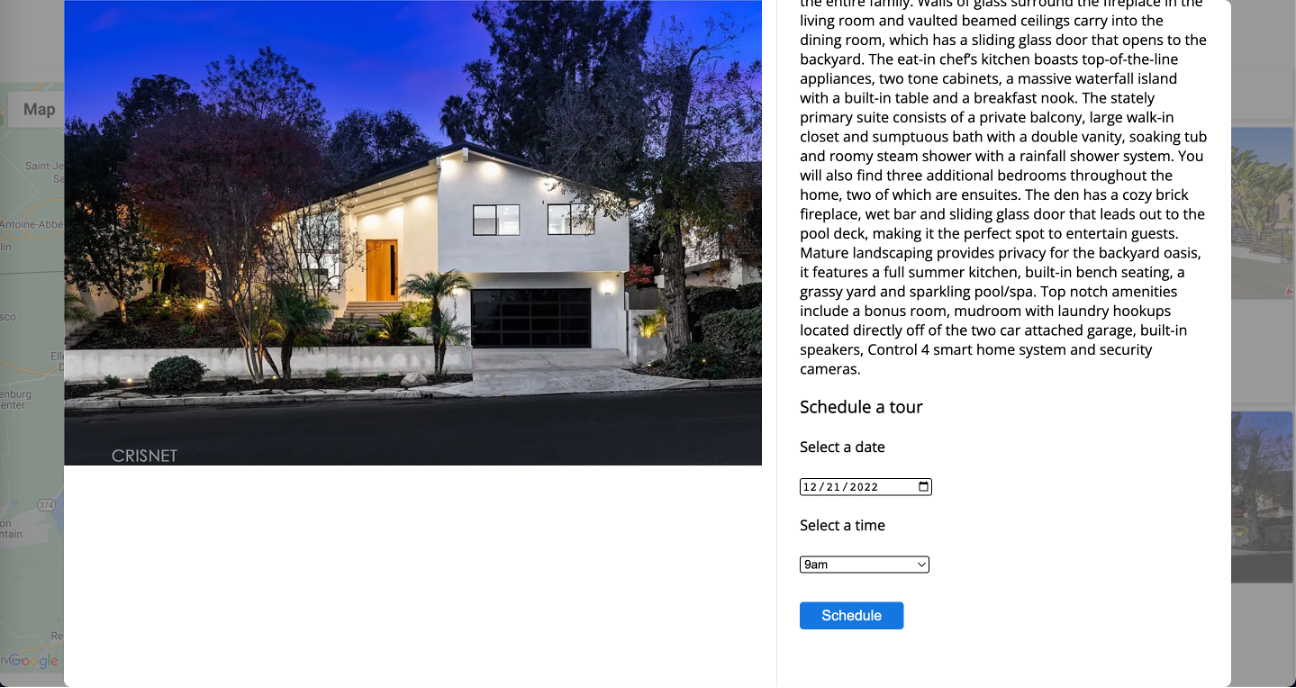 the entire family. Walls of glass surround the fireplace in the
living room and vaulted beamed ceilings carry into the
dining room, which has a sliding glass door that opens to the
backyard. The eat-in chef's kitchen boasts top-of-the-line
appliances, two tone cabinets, a massive waterfall island
with a built-in table and a breakfast nook. The stately
primary suite consists of a private balcony, large walk-in
closet and sumptuous bath with a double vanity, soaking tub
and roomy steam shower with a rainfall shower system. You
will also find three additional bedrooms throughout the
home, two of which are ensuites. The den has a cozy brick
fireplace, wet bar and sliding glass door that leads out to the
pool deck, making it the perfect spot to entertain guests.
Mature landscaping provides privacy for the backyard oasis,
it features a full summer kitchen, built-in bench seating, a
grassy yard and sparkling pool/spa. Top notch amenities
include a bonus room, mudroom with laundry hookups
located directly off of the two car attached garage, built-in
speakers, Control 4 smart home system and security
cameras.
Schedule a tour
Select a date
12/21/2022
Select a time
9am
Schedule
CRISNET
Map
Saint-Je
Sa
Antoine-Abbé
lin
sco
Elle
enburg
enter
374
on
ntain
Re
Google